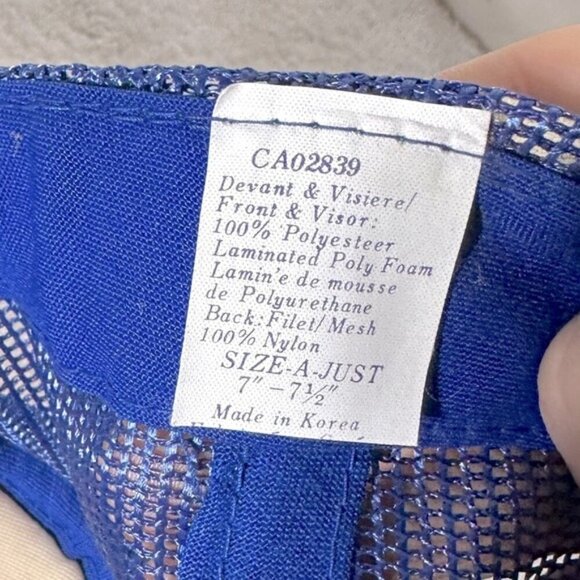 CA02839
Devant & Visiere/
Front & Visor:
100% Polyesteer
Laminated Poly Foam
Lamin'e de mousse
de Polyurethane
Back: Filet/Mesh
100% Nylon
SIZE-A-JUST
7" – 7½"
Made in Korea